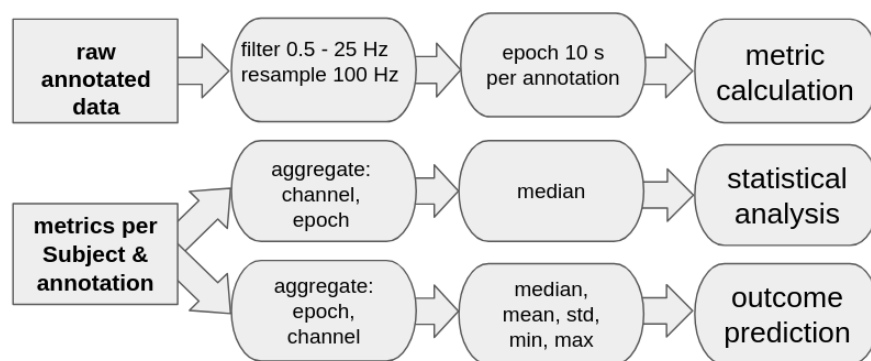 raw
annotated
data
filter 0.5 - 25 Hz
resample 100 Hz
epoch 10 s
per annotation
metric
calculation
metrics per
Subject &
annotation
aggregate:
channel,
epoch
median
statistical
analysis
aggregate:
epoch,
channel
median,
mean, std,
min, max
outcome
prediction